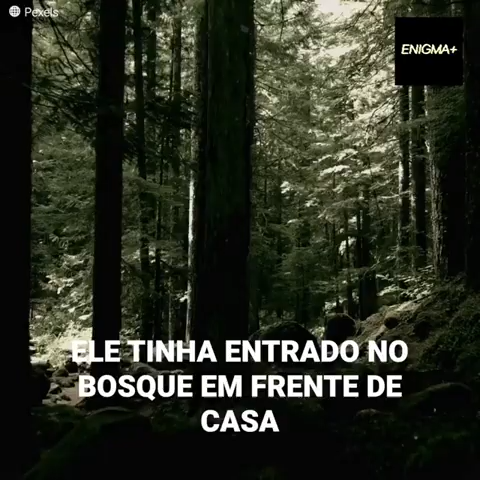 Pexels
ENIGMA+
ELE TINHA ENTRADO NO
BOSQUE EM FRENTE DE
CASA